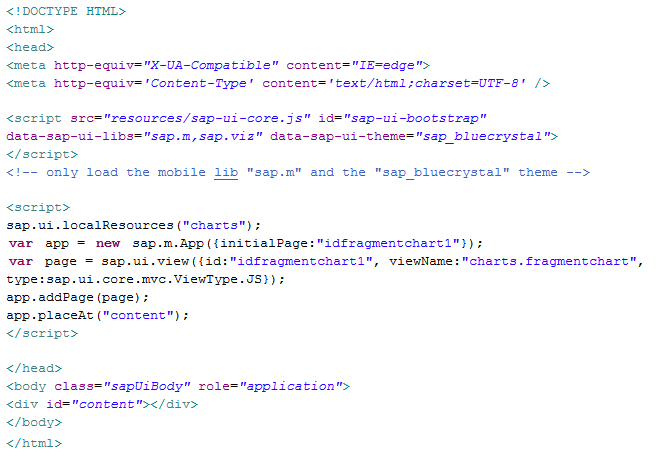 <!DOCTYPE HTML>
<html>
<head>
<meta http-equiv="X-UA-Compatible" content="IE=edge">
<meta http-equiv='Content-Type' content='text/html;charset=UTF-8' />
<script src="resources/sap-ui-core.js" id="sap-ui-bootstrap"
data-sap-ui-libs="sap.m,sap.viz" data-sap-ui-theme="sap_bluecrystal">
</script>
<!-- only load the mobile lib "sap.m" and the "sap_bluecrystal" theme -->
<script>
sap.ui.localResources("charts");
var app = new sap.m.App({initialPage:"idfragmentchart1"});
var page = sap.ui.view({id:"idfragmentchart1", viewName:"charts.fragmentchart",
type:sap.ui.core.mvc.ViewType.JS});
app.addPage(page);
app.placeAt("content");
</script>
</head>
<body class="sapUiBody" role="application">
<div id="content"></div>
</body>
</html>